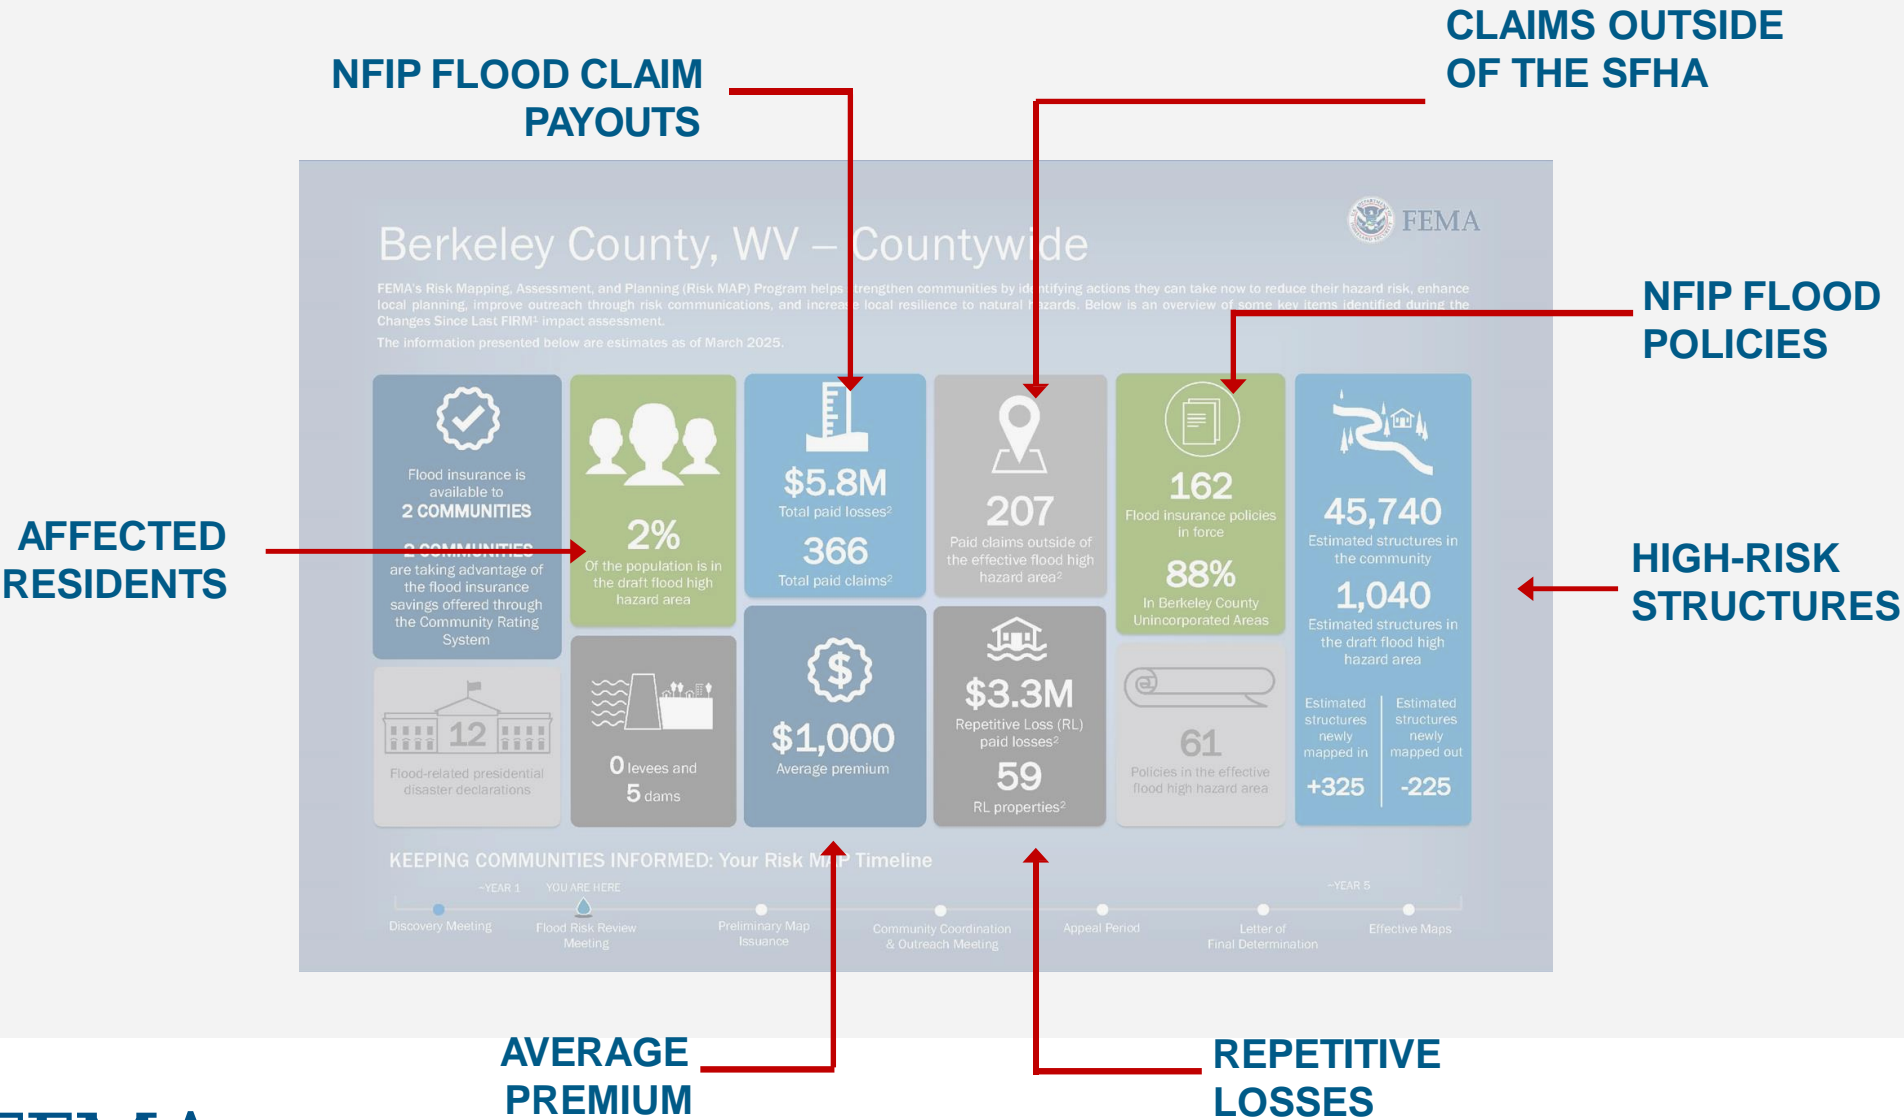 CLAIMS OUTSIDE
OF THE SFHA
NFIP FLOOD CLAIM
PAYOUTS
FEMA
Berkeley County, WV – Countywide
FEMA's Risk Mapping, Assessment, and Planning (Risk MAP) Program helps strengthen communities by identifying actions they can take now to reduce their hazard risk, enhance
local planning, improve outreach through risk communications, and increase local resilience to natural hazards. Below is an overview of some key items identified during the
Changes Since Last FIRM¹ impact assessment.
The information presented below are estimates as of March 2025.
NFIP FLOOD
POLICIES
Flood insurance is
available to
2 COMMUNITIES
2 COMMUNITIES
are taking advantage of
the flood insurance
savings offered through
the Community Rating
System
12
Flood-related presidential
disaster declarations
2%
Of the population is in
the draft flood high
hazard area
0 levees and
5 dams
$5.8M
Total paid losses²
366
Total paid claims²
$
$1,000
Average premium
207
Paid claims outside of
the effective flood high
hazard area²
$3.3M
Repetitive Loss (RL)
paid losses²
59
RL properties²
162
Flood insurance policies
in force
88%
In Berkeley County
Unincorporated Areas
61
Policies in the effective
flood high hazard area
45,740
Estimated structures in
the community
1,040
Estimated structures in
the draft flood high
hazard area
Estimated
structures
newly
mapped in
+325
Estimated
structures
newly
mapped out
-225
AFFECTED
RESIDENTS
HIGH-RISK
STRUCTURES
KEEPING COMMUNITIES INFORMED: Your Risk MAP Timeline
~YEAR 1
YOU ARE HERE
~YEAR 5
Discovery Meeting
Flood Risk Review
Meeting
Preliminary Map
Issuance
Community Coordination
& Outreach Meeting
Appeal Period
Letter of
Final Determination
Effective Maps
AVERAGE
PREMIUM
REPETITIVE
LOSSES